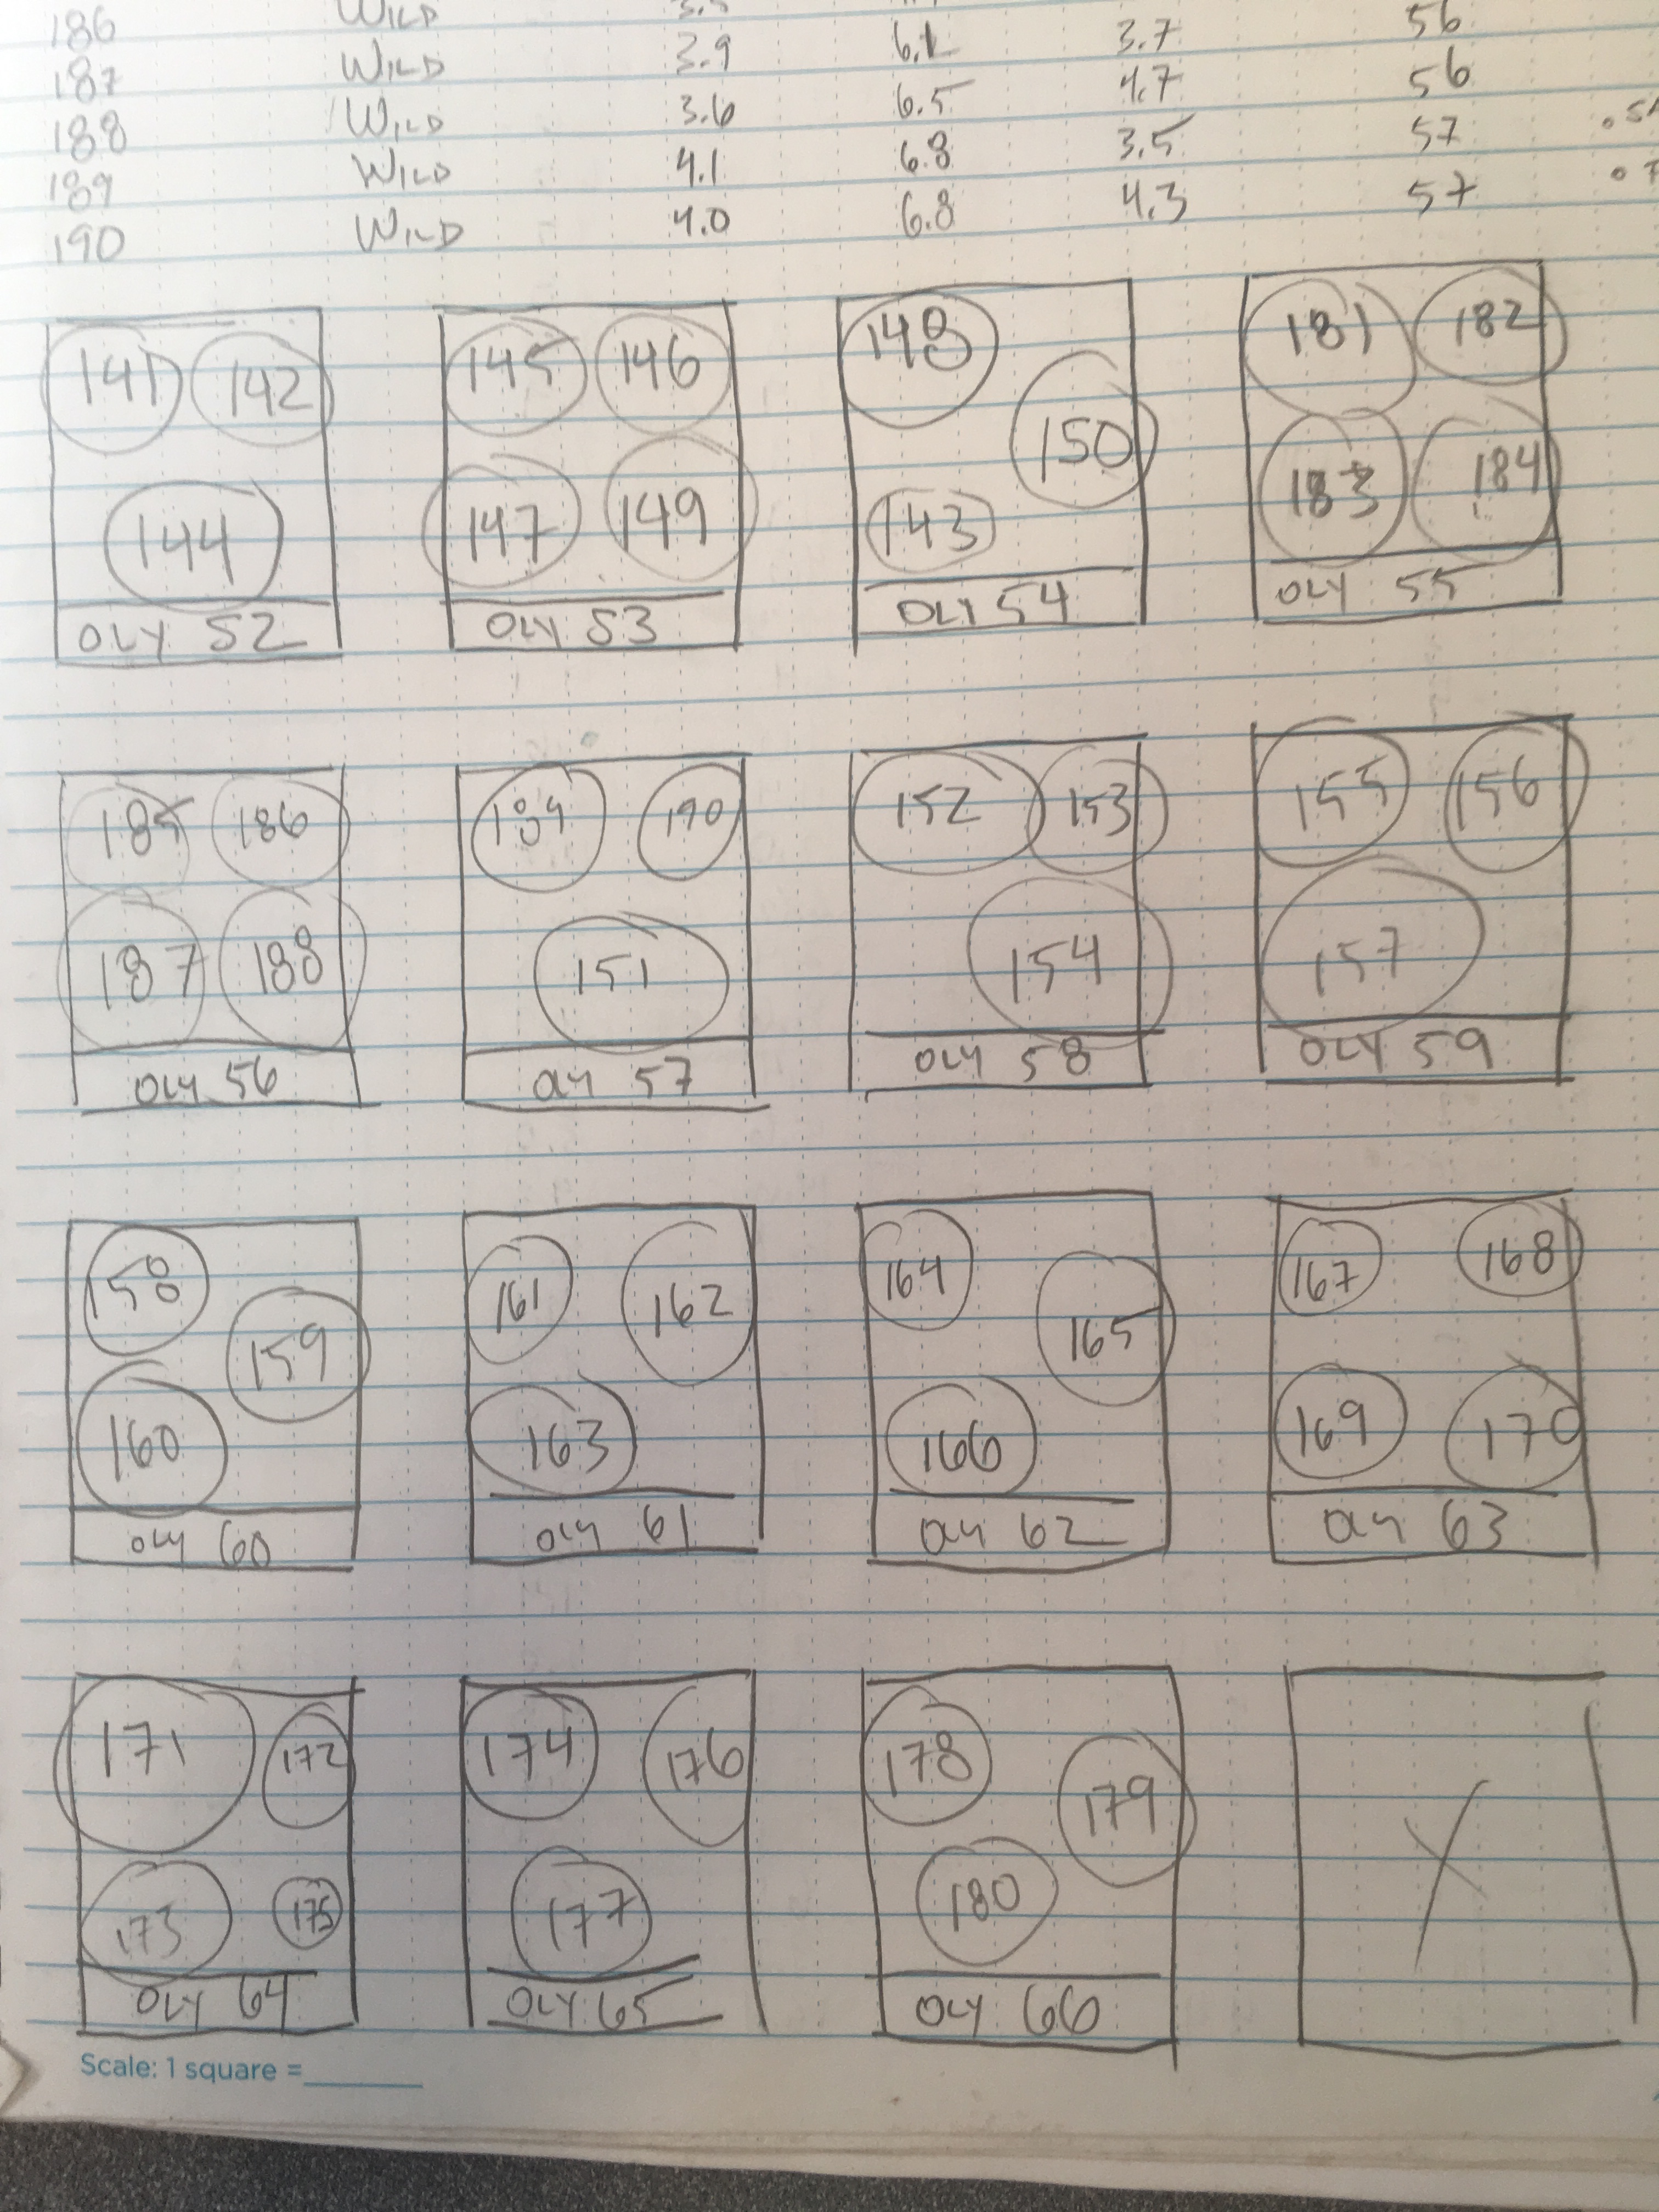 186 WILD
187 WILD 3.9 6.1 3.7 56
188 WILD 3.6 6.5 4.7 56
189 WILD 4.1 6.8 3.5 57
190 WILD 4.0 6.8 4.3 57
141 142
144
OLY 52
145 146
147 149
OLY 53
148
150
143
OLY 54
181 182
183 184
OLY 55
185 186
187 188
OLY 56
189 190
151
OLY 57
152 153
154
OLY 58
155 156
157
OLY 59
158
159
160
OLY 60
161 162
163
OLY 61
164
165
166
OLY 62
167 168
169 170
OLY 63
171 172
173 175
OLY 64
174 176
177
OLY 65
178
179
180
OLY 66
X
Scale: 1 square =